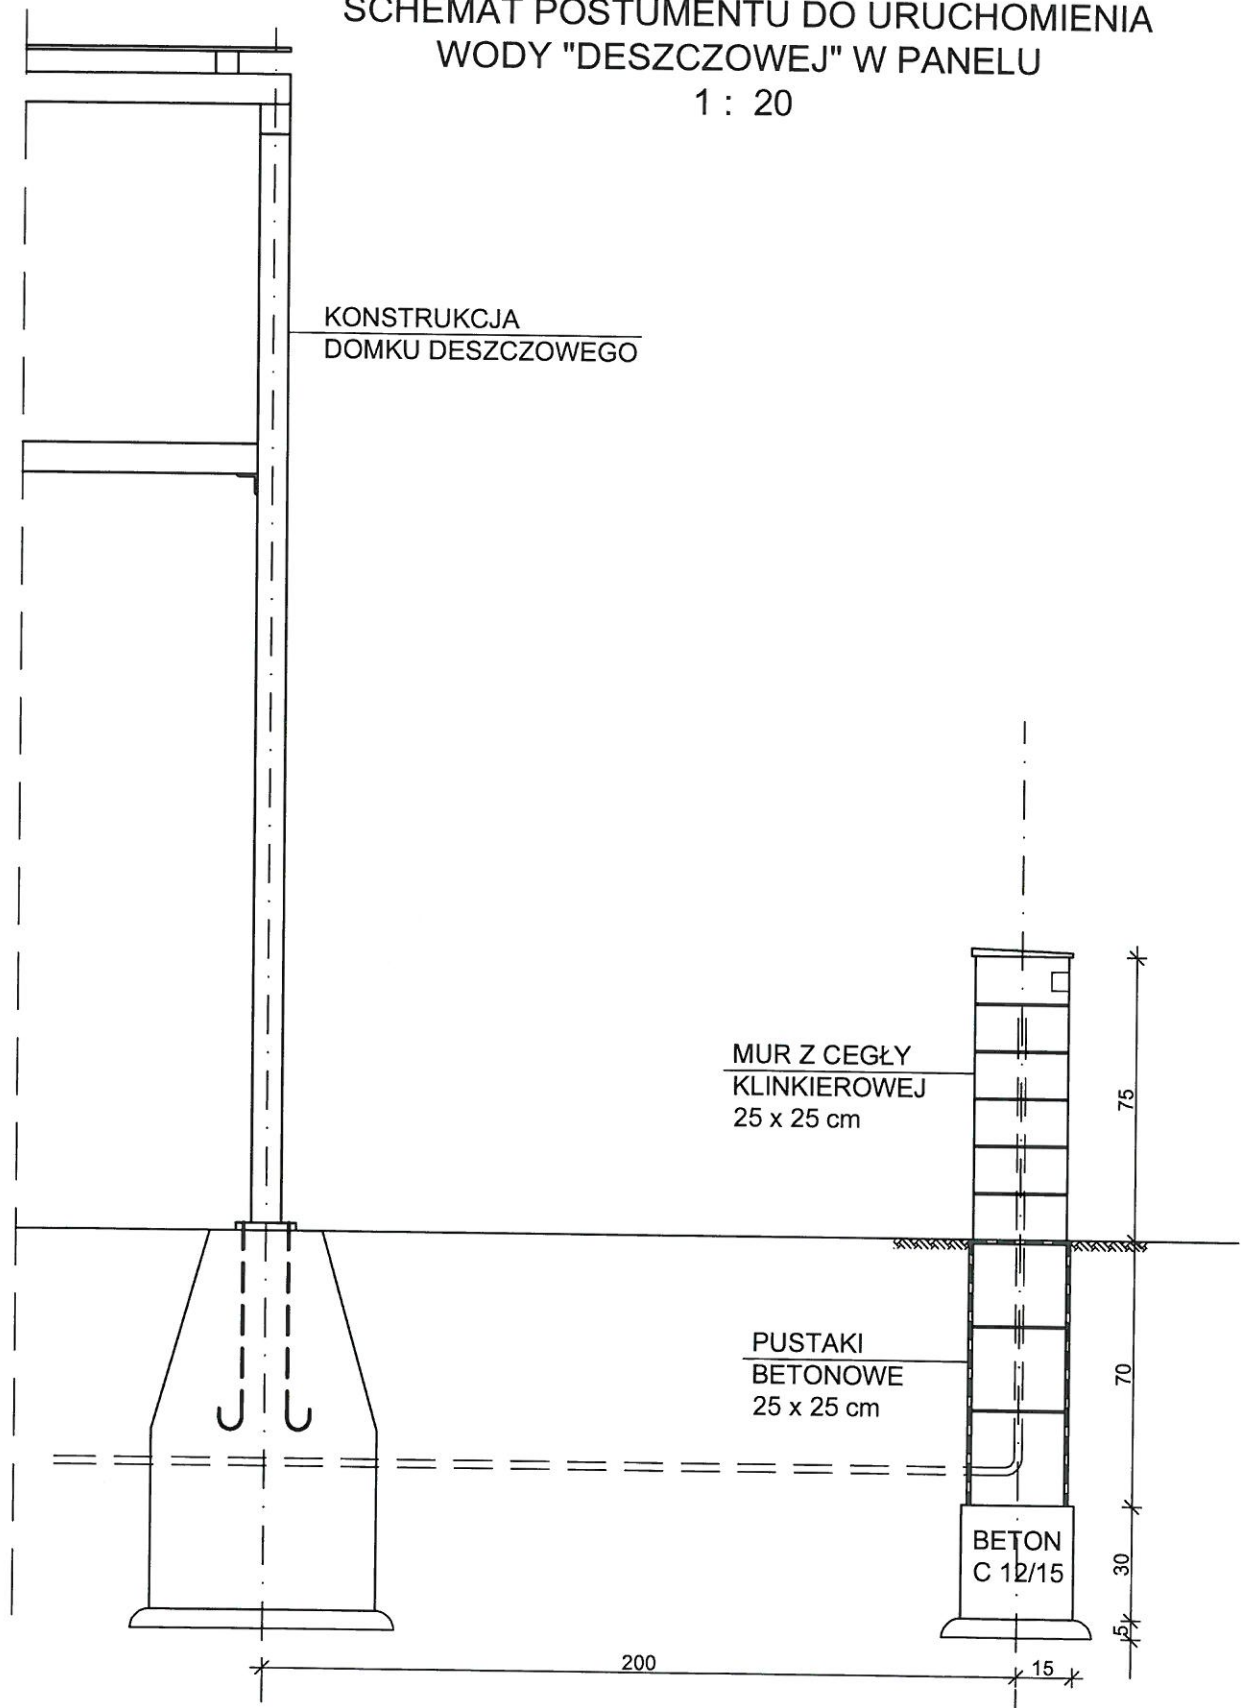 SCHEMAT POSTUMENTU DO URUCHOMIENIA
WODY "DESZCZOWEJ" W PANELU
1 : 20
KONSTRUKCJA
DOMKU DESZCZOWEGO
MUR Z CEGŁY
KLINKIEROWEJ
25 x 25 cm
75
PUSTAKI
BETONOWE
25 x 25 cm
70
BETON
C 12/15
30
5
200
15